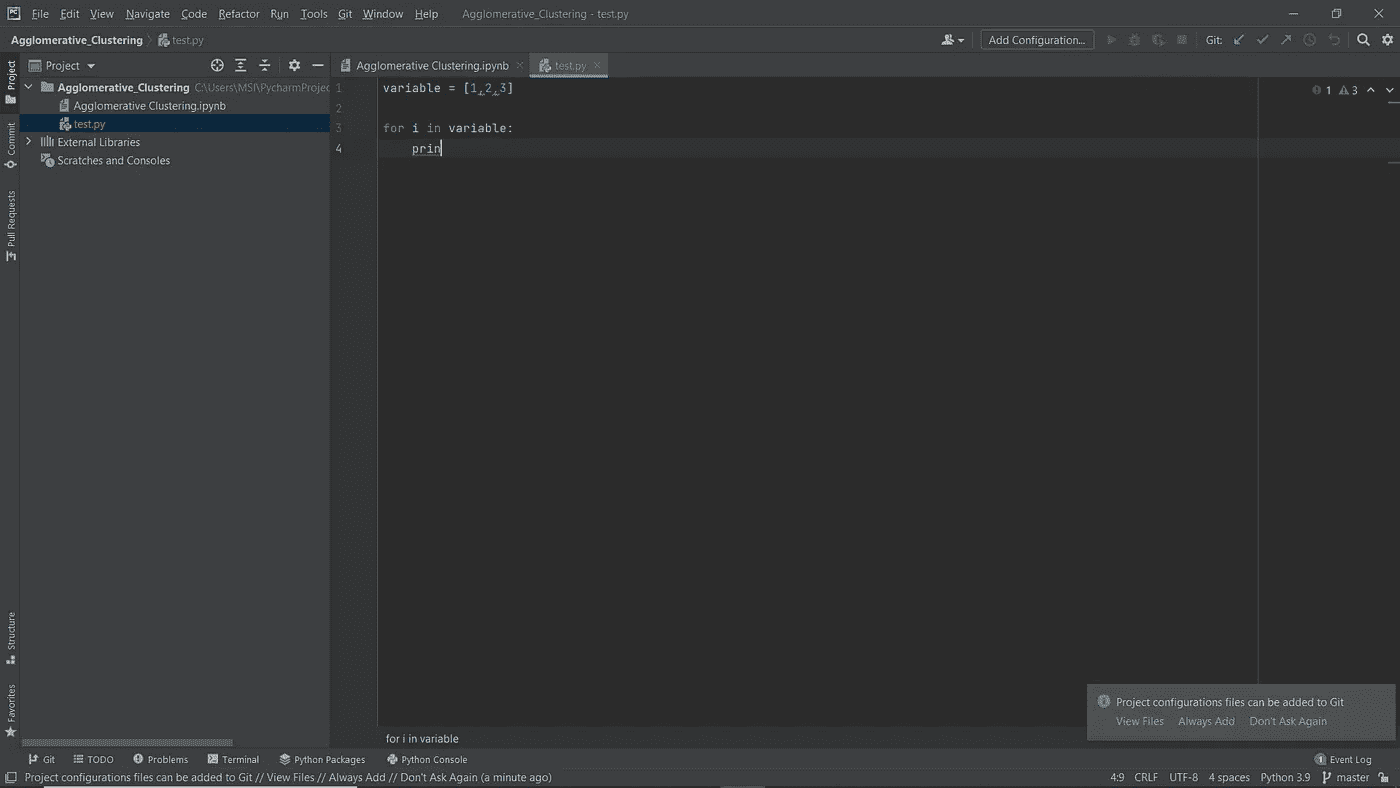 PC File Edit View Navigate Code Refactor Run Tools Git Window Help Agglomerative_Clustering - test.py
Agglomerative_Clustering test.py Add Configuration... Git:
Project
Agglomerative Clustering.ipynb test.py
Agglomerative_Clustering C:\Users\MSI\PycharmProjec
Agglomerative Clustering.ipynb
test.py
External Libraries
Scratches and Consoles
Project
Commit
Pull Requests
Structure
Favorites
1 variable = [1,2,3]
2
3 for i in variable:
4 prin
1 3
Project configurations files can be added to Git
View Files Always Add Don't Ask Again
for i in variable
Git TODO Problems Terminal Python Packages Python Console 1 Event Log
Project configurations files can be added to Git // View Files // Always Add // Don't Ask Again (a minute ago) 4:9 CRLF UTF-8 4 spaces Python 3.9 master